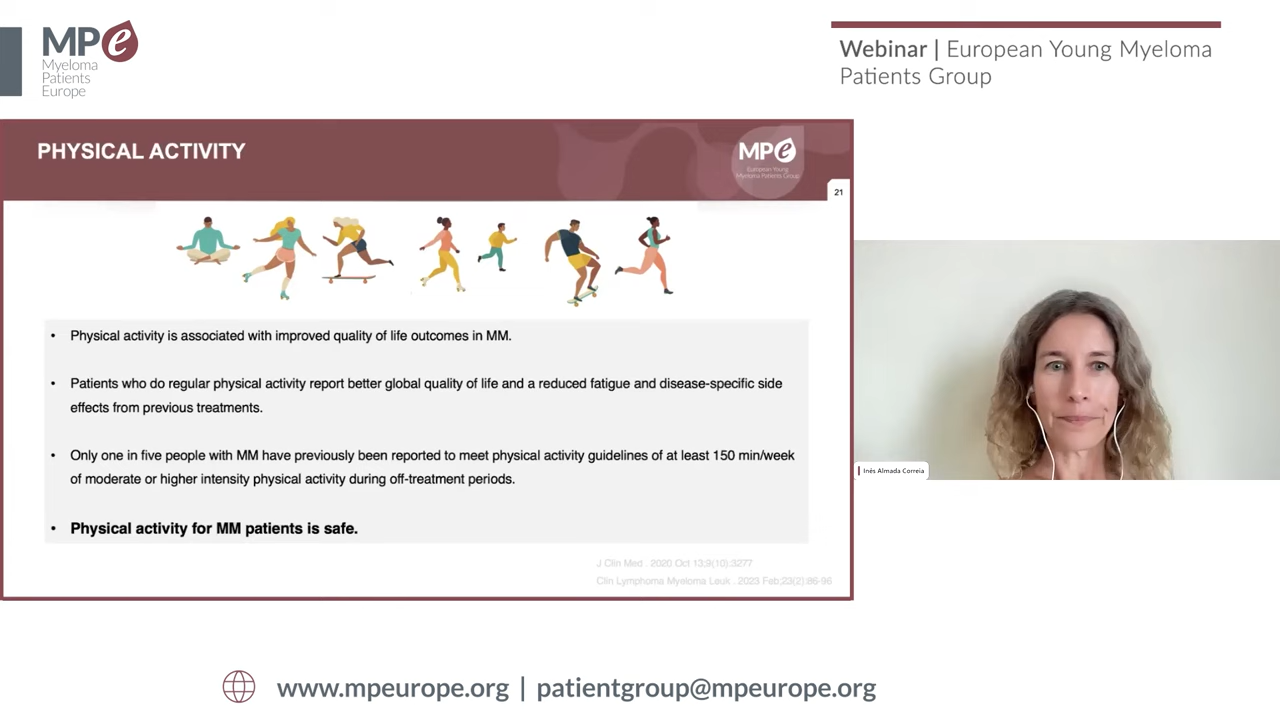 MPe
Myeloma
Patients
Europe
Webinar | European Young Myeloma
Patients Group
PHYSICAL ACTIVITY
MPe
European Young
Myeloma Patients Group
21
• Physical activity is associated with improved quality of life outcomes in MM.
• Patients who do regular physical activity report better global quality of life and a reduced fatigue and disease-specific side
effects from previous treatments.
• Only one in five people with MM have previously been reported to meet physical activity guidelines of at least 150 min/week
of moderate or higher intensity physical activity during off-treatment periods.
• Physical activity for MM patients is safe.
J Clin Med . 2020 Oct 13;9(10):3277
Clin Lymphoma Myeloma Leuk . 2023 Feb;23(2):86-96
Inés Almada Correia
www.mpeurope.org | patientgroup@mpeurope.org